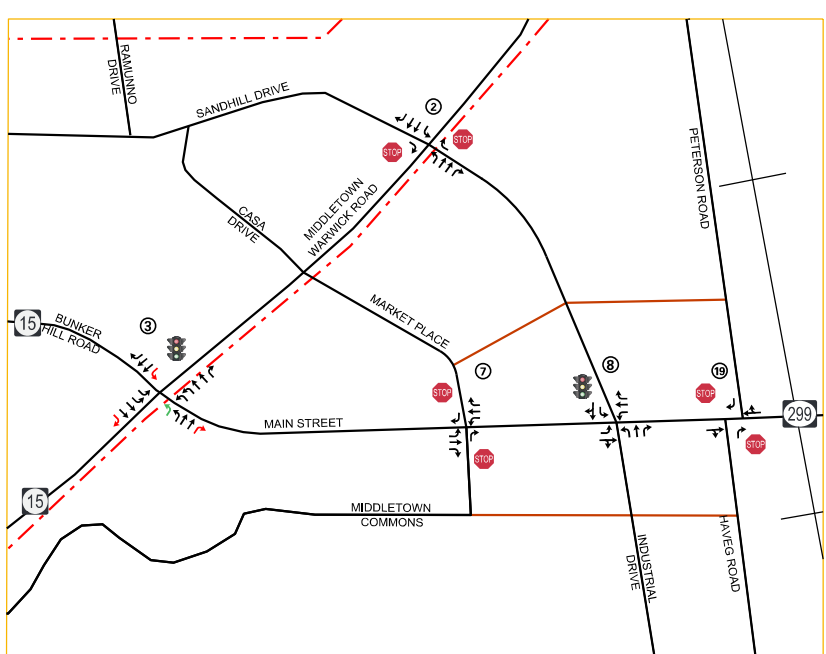 RAMUNNO
DRIVE
SANDHILL DRIVE
②
STOP
STOP
PETERSON ROAD
MIDDLETOWN
WARWICK ROAD
CASA
DRIVE
15
BUNKER
HILL ROAD
③
MARKET PLACE
⑦
⑧
⑲
STOP
STOP
MAIN STREET
299
STOP
STOP
15
MIDDLETOWN
COMMONS
INDUSTRIAL
DRIVE
HAVEG ROAD